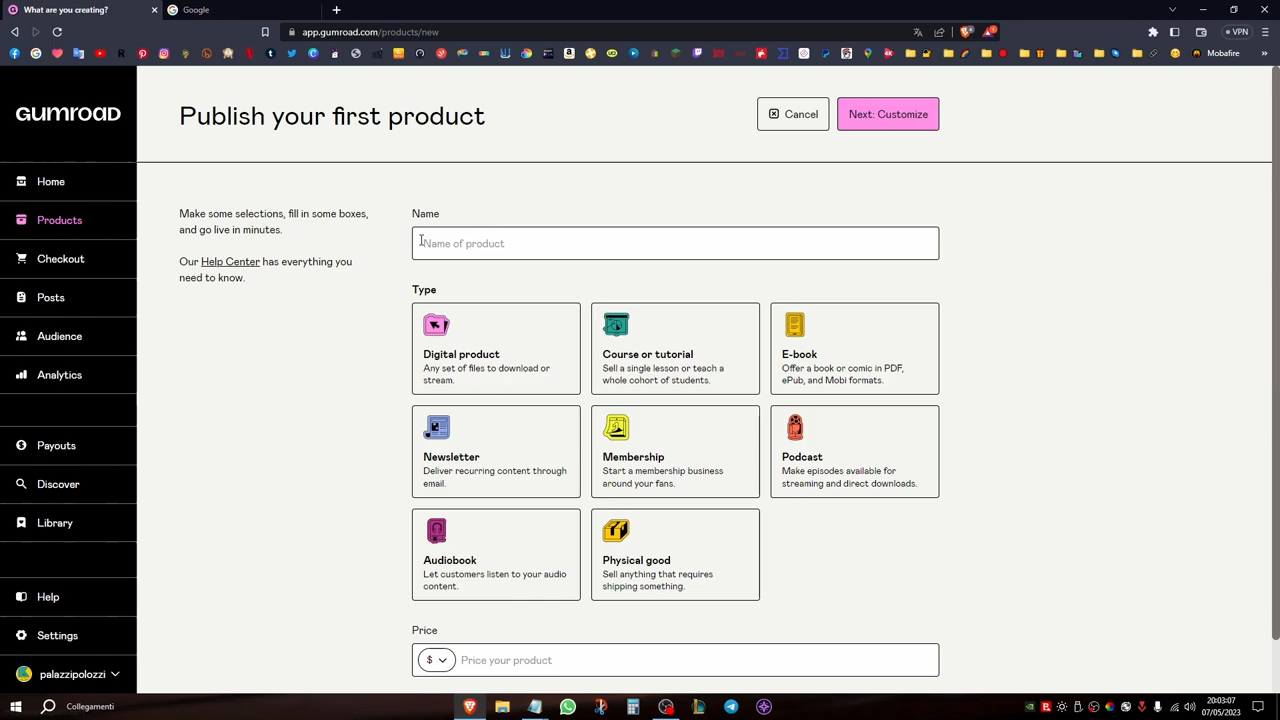 What are you creating?
Google
app.gumroad.com/products/new
VPN
Mobafire
GUMROAD
Publish your first product
Cancel
Next: Customize
Home
Products
Checkout
Posts
Audience
Analytics
Payouts
Discover
Library
Help
Settings
palazzipolozzi
Make some selections, fill in some boxes,
and go live in minutes.
Our Help Center has everything you
need to know.
Name
Name of product
Type
Digital product
Any set of files to download or
stream.
Course or tutorial
Sell a single lesson or teach a
whole cohort of students.
E-book
Offer a book or comic in PDF,
ePub, and Mobi formats.
Newsletter
Deliver recurring content through
email.
Membership
Start a membership business
around your fans.
Podcast
Make episodes available for
streaming and direct downloads.
Audiobook
Let customers listen to your audio
content.
Physical good
Sell anything that requires
shipping something.
Price
$
Price your product
Collegamenti
20:03:07
07/05/2023